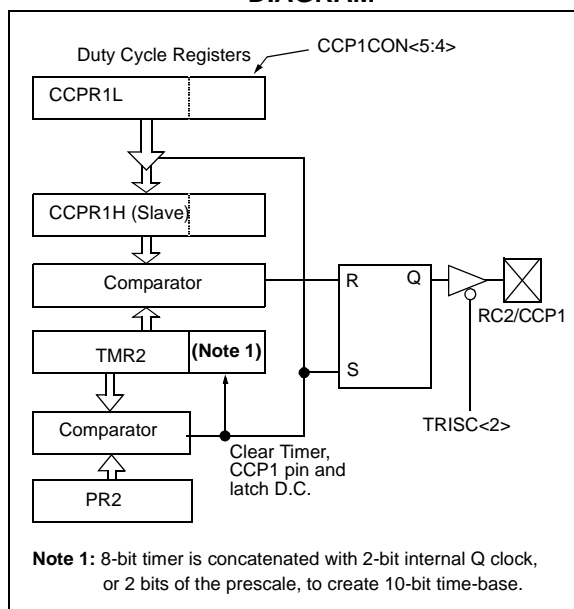 DIAGRAM
Duty Cycle Registers
CCP1CON<5:4>
CCPR1L
CCPR1H (Slave)
Comparator
R
Q
RC2/CCP1
TMR2
(Note 1)
S
TRISC<2>
Comparator
Clear Timer,
CCP1 pin and
latch D.C.
PR2
Note 1: 8-bit timer is concatenated with 2-bit internal Q clock,
or 2 bits of the prescale, to create 10-bit time-base.